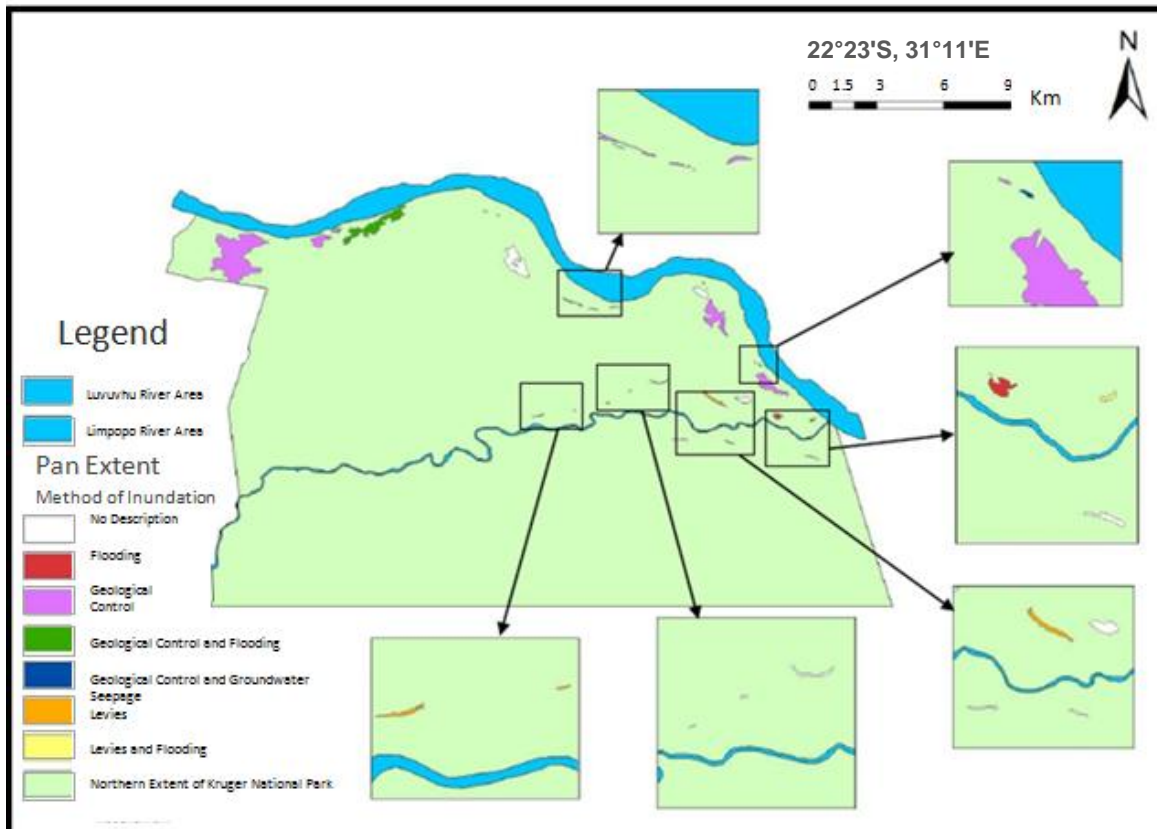 22°23'S, 31°11'E
N
0 1.5 3 6 9
Km
Legend
Luvuvhu River Area
Limpopo River Area
Pan Extent
Method of Inundation
No Description
Flooding
Geological
Control
Geological Control and Flooding
Geological Control and Groundwater
Seepage
Levies
Levies and Flooding
Northern Extent of Kruger National Park